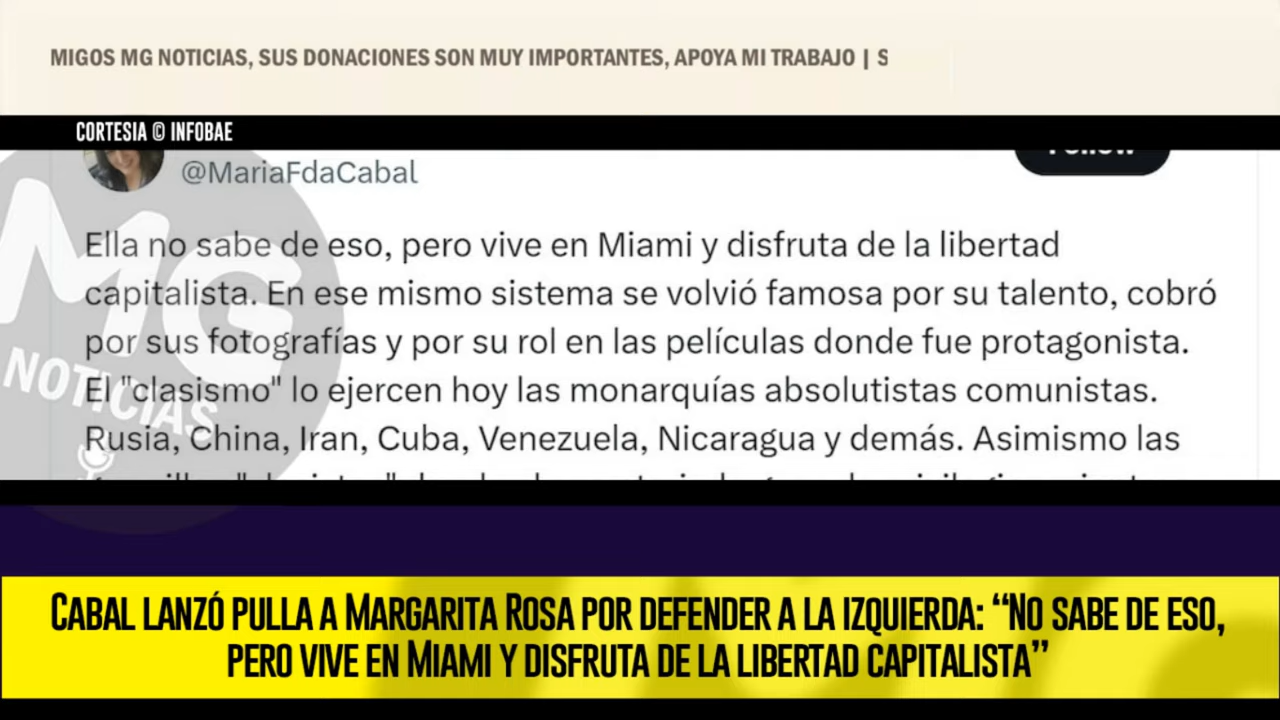 MIGOS MG NOTICIAS, SUS DONACIONES SON MUY IMPORTANTES, APOYA MI TRABAJO | S
CORTESIA © INFOBAE
@MariaFdaCabal
Follow
Ella no sabe de eso, pero vive en Miami y disfruta de la libertad
capitalista. En ese mismo sistema se volvió famosa por su talento, cobró
por sus fotografías y por su rol en las películas donde fue protagonista.
El "clasismo" lo ejercen hoy las monarquías absolutistas comunistas.
Rusia, China, Iran, Cuba, Venezuela, Nicaragua y demás. Asimismo las
MG
NOTICIAS
CABAL LANZÓ PULLA A MARGARITA ROSA POR DEFENDER A LA IZQUIERDA: “NO SABE DE ESO,
PERO VIVE EN MIAMI Y DISFRUTA DE LA LIBERTAD CAPITALISTA”